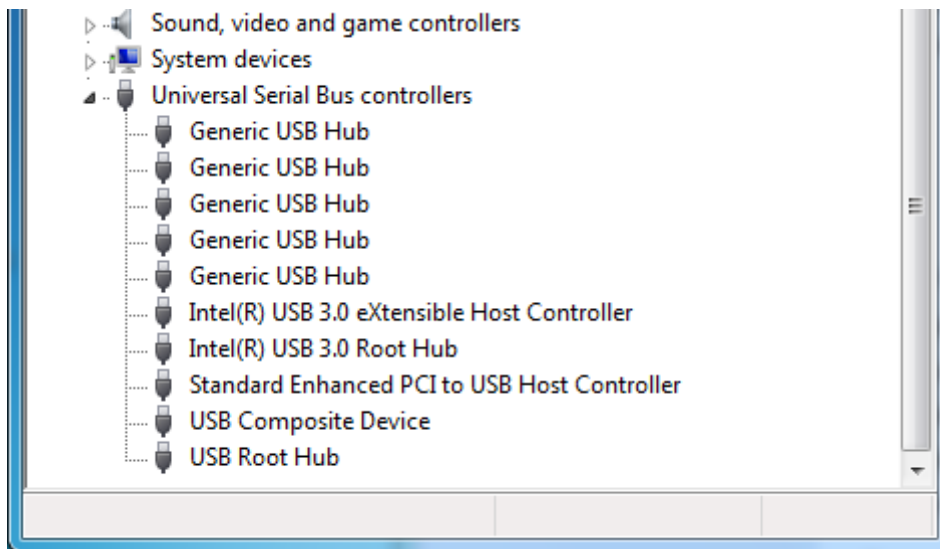 Sound, video and game controllers
System devices
Universal Serial Bus controllers
Generic USB Hub
Generic USB Hub
Generic USB Hub
Generic USB Hub
Generic USB Hub
Intel(R) USB 3.0 eXtensible Host Controller
Intel(R) USB 3.0 Root Hub
Standard Enhanced PCI to USB Host Controller
USB Composite Device
USB Root Hub